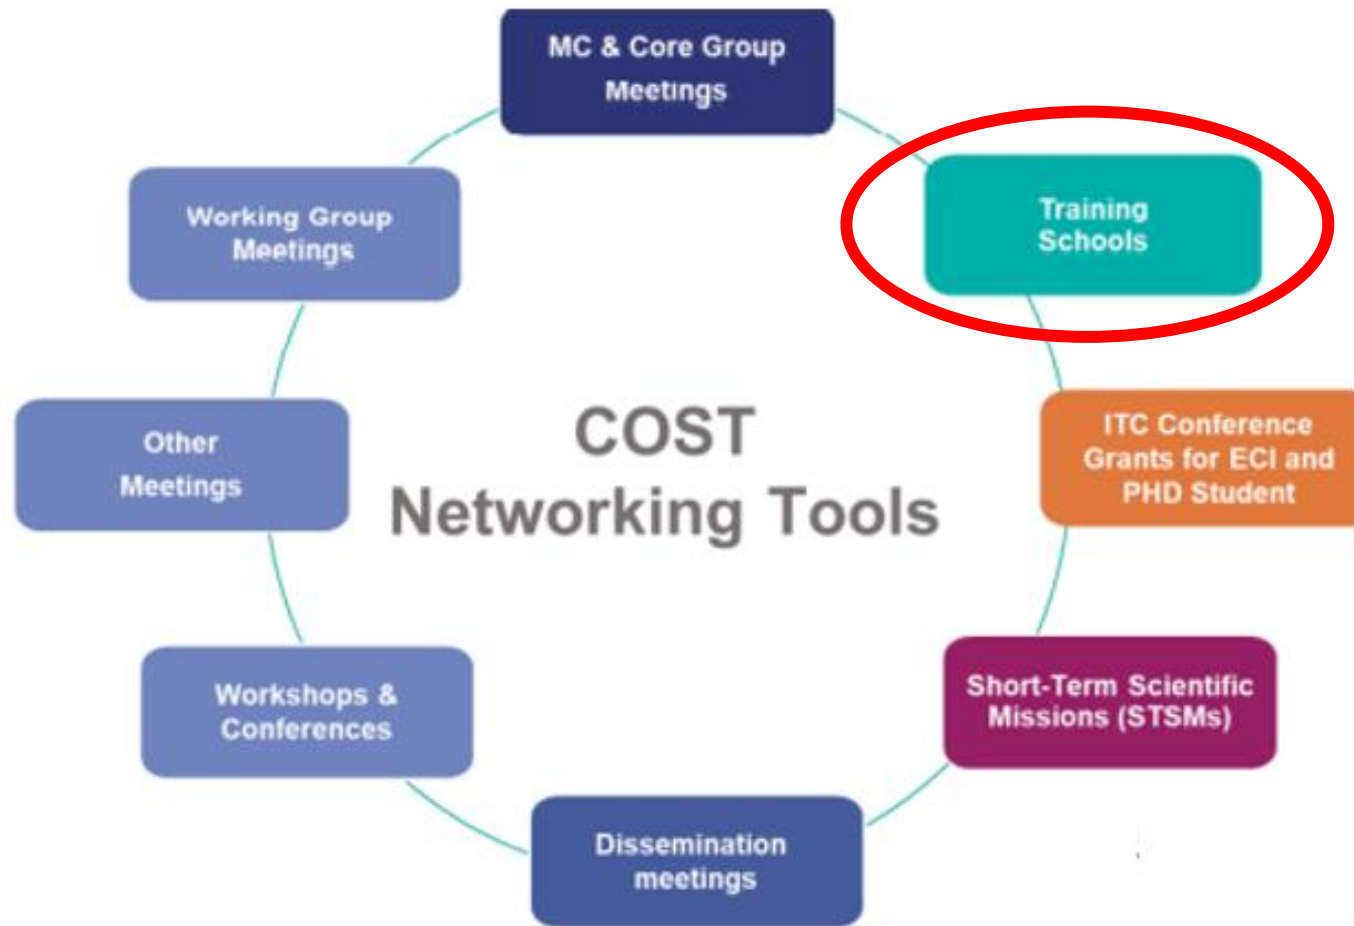 MC & Core Group
Meetings
Training
Schools
ITC Conference
Grants for ECI and
PHD Student
Short-Term Scientific
Missions (STSMs)
Dissemination
meetings
Workshops &
Conferences
Other
Meetings
Working Group
Meetings
COST
Networking Tools